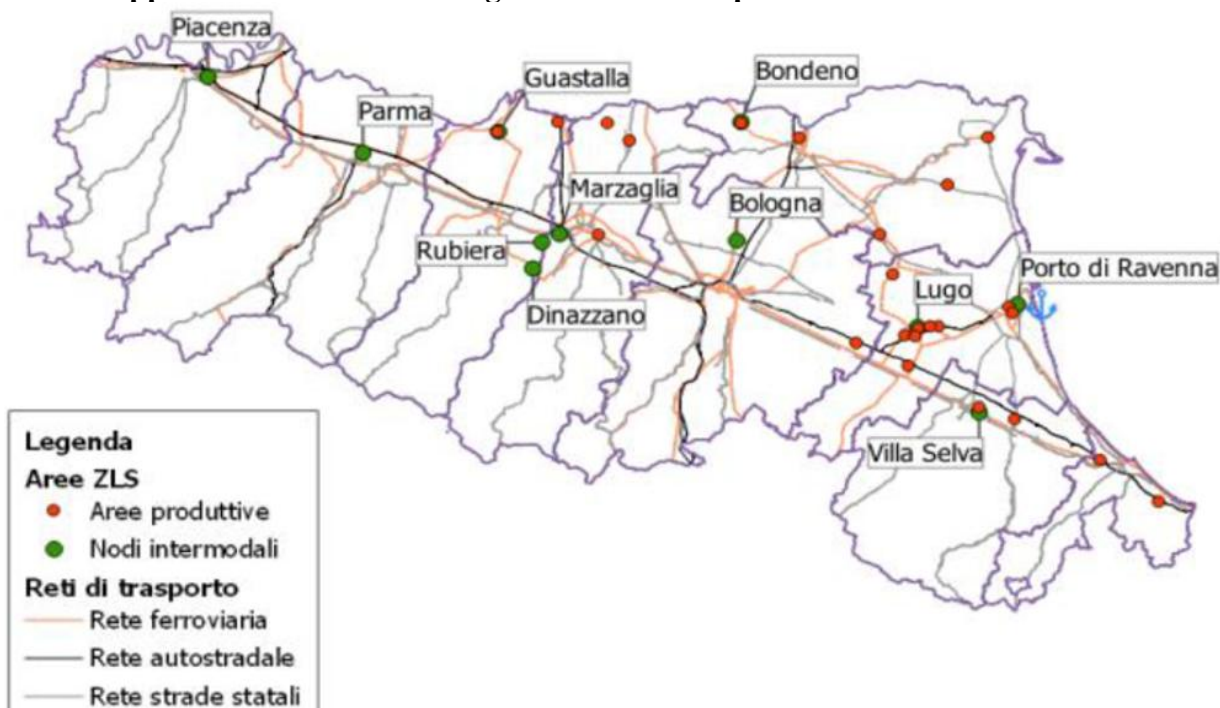 Piacenza
Guastalla
Bondeno
Parma
Marzaglia
Bologna
Rubiera
Porto di Ravenna
Lugo
Dinazzano
Villa Selva
Legenda
Aree ZLS
Aree produttive
Nodi intermodali
Reti di trasporto
Rete ferroviaria
Rete autostradale
Rete strade statali